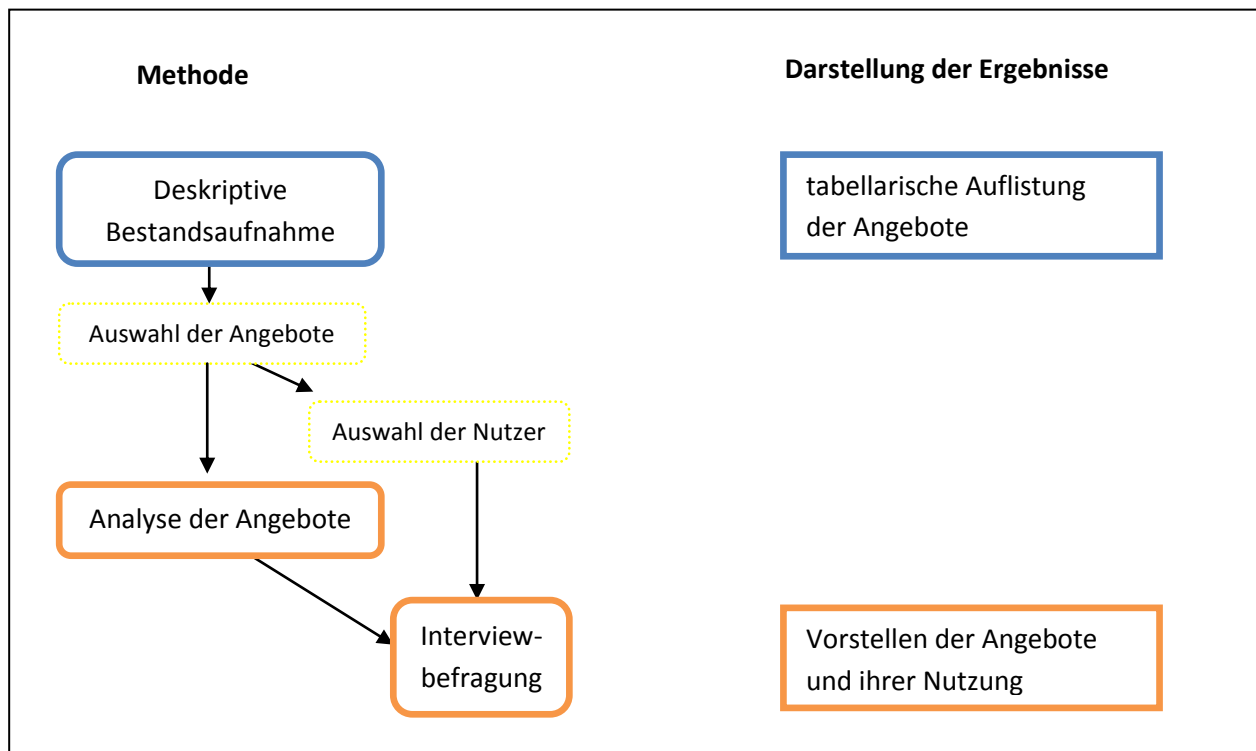 Methode
Darstellung der Ergebnisse
Deskriptive
Bestandsaufnahme
tabellarische Auflistung
der Angebote
Auswahl der Angebote
Auswahl der Nutzer
Analyse der Angebote
Interview-
befragung
Vorstellen der Angebote
und ihrer Nutzung